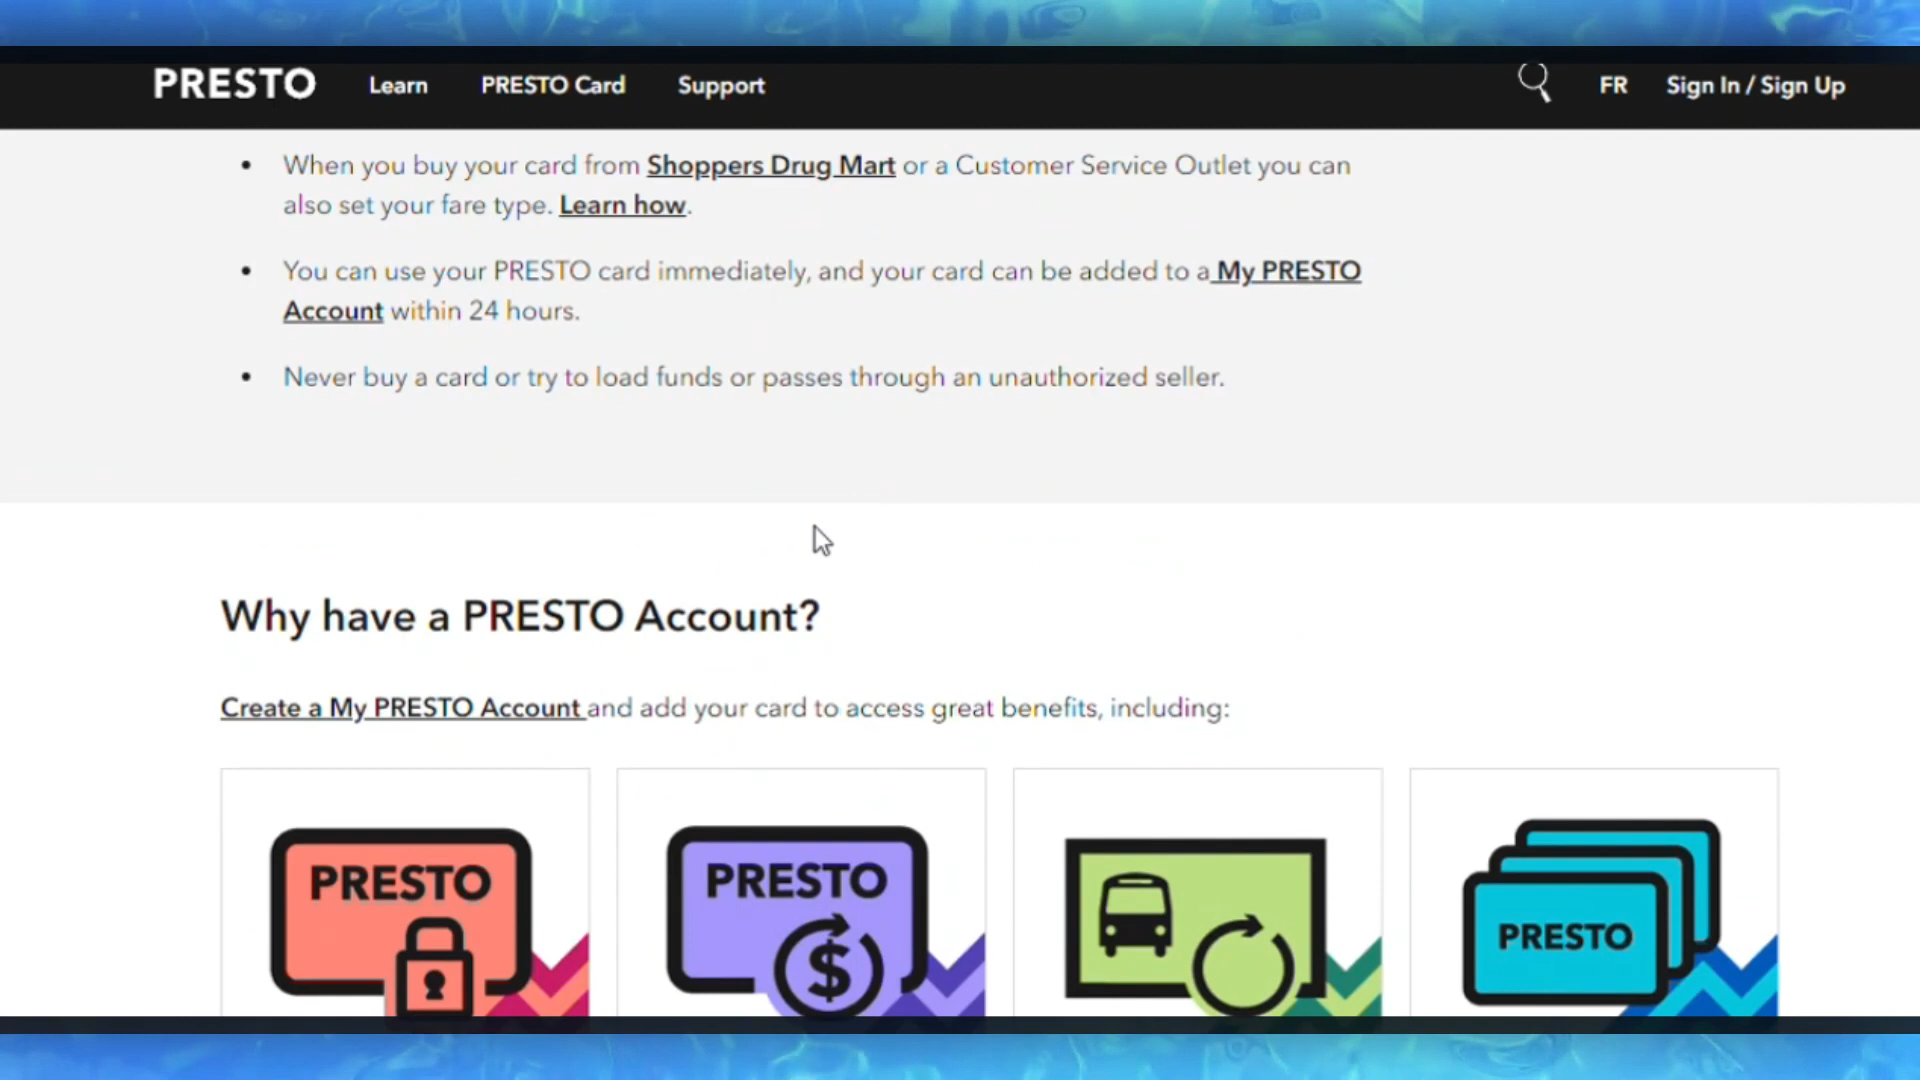 PRESTO Learn PRESTO Card Support FR Sign In / Sign Up
• When you buy your card from Shoppers Drug Mart or a Customer Service Outlet you can
also set your fare type. Learn how.
• You can use your PRESTO card immediately, and your card can be added to a My PRESTO
Account within 24 hours.
• Never buy a card or try to load funds or passes through an unauthorized seller.
Why have a PRESTO Account?
Create a My PRESTO Account and add your card to access great benefits, including:
PRESTO PRESTO $ PRESTO